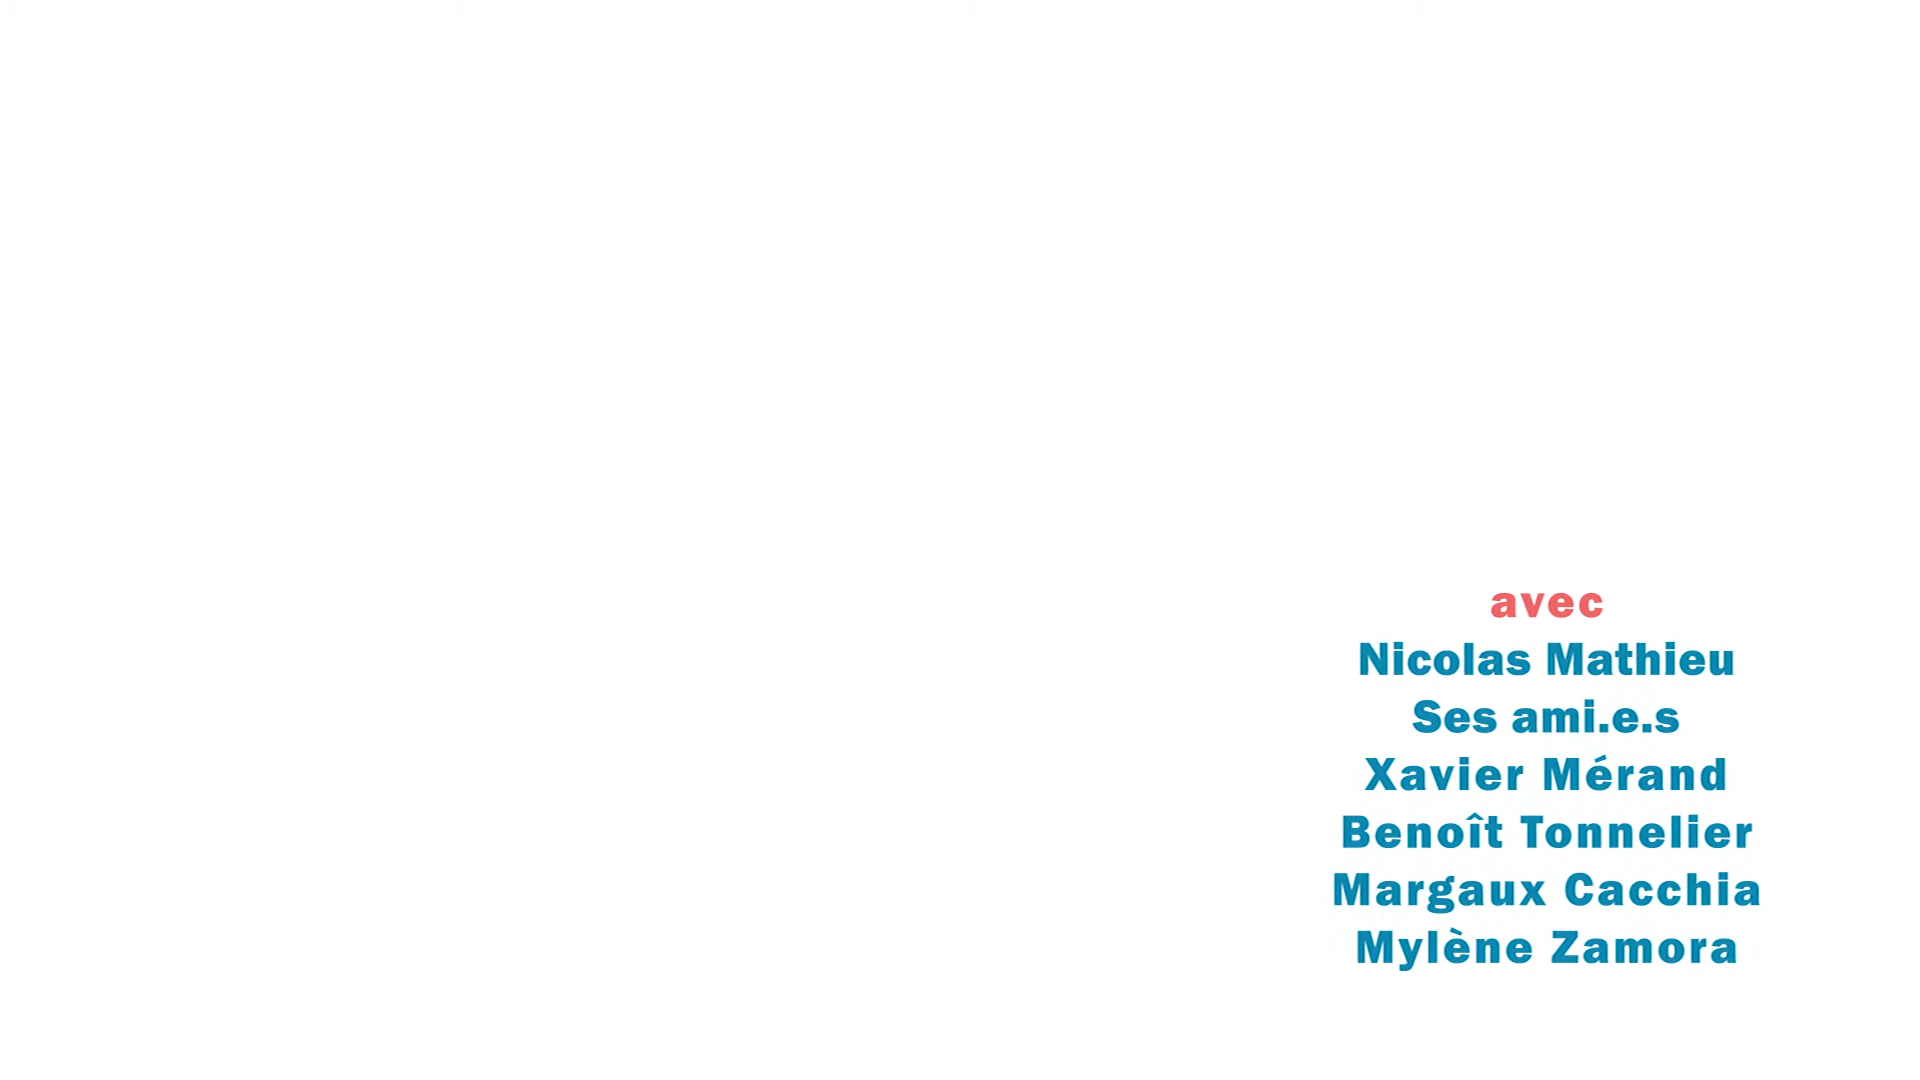 avec
Nicolas Mathieu
Ses ami.e.s
Xavier Mérand
Benoît Tonnelier
Margaux Cacchia
Mylène Zamora